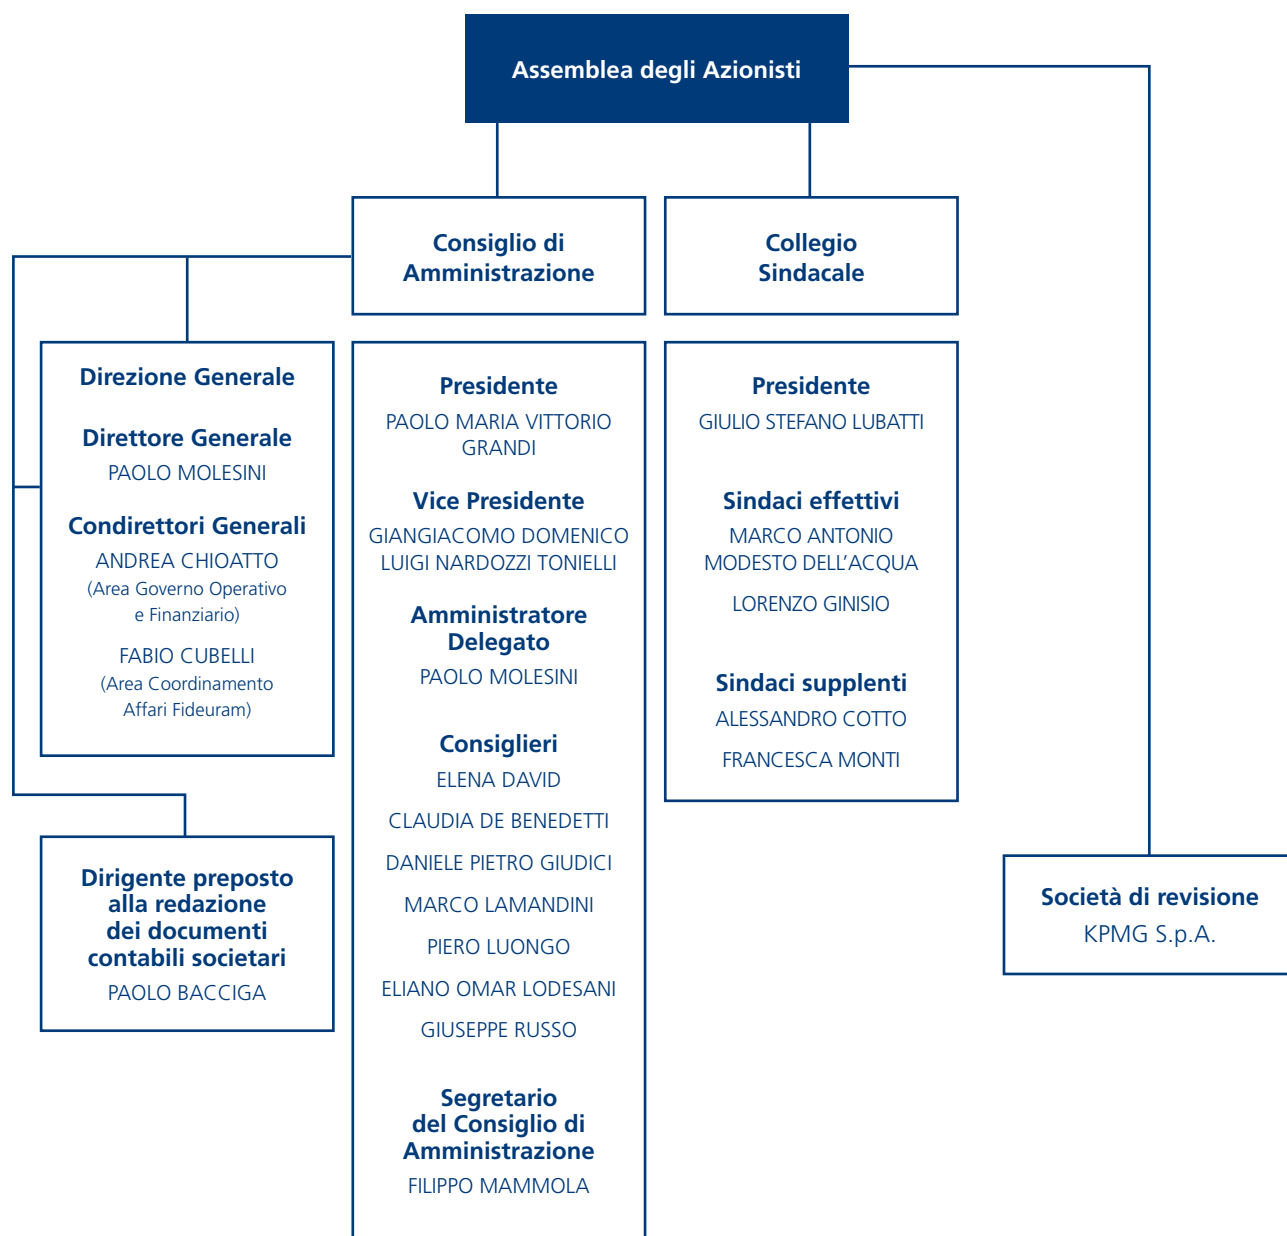 Assemblea degli Azionisti
Consiglio di
Amministrazione
Collegio
Sindacale
Direzione Generale
Direttore Generale
PAOLO MOLESINI
Condirettori Generali
ANDREA CHIOATTO
(Area Governo Operativo
e Finanziario)
FABIO CUBELLI
(Area Coordinamento
Affari Fideuram)
Dirigente preposto
alla redazione
dei documenti
contabili societari
PAOLO BACCIGA
Presidente
PAOLO MARIA VITTORIO
GRANDI
Vice Presidente
GIANGIACOMO DOMENICO
LUIGI NARDOZZI TONIELLI
Amministratore
Delegato
PAOLO MOLESINI
Consiglieri
ELENA DAVID
CLAUDIA DE BENEDETTI
DANIELE PIETRO GIUDICI
MARCO LAMANDINI
PIERO LUONGO
ELIANO OMAR LODESANI
GIUSEPPE RUSSO
Segretario
del Consiglio di
Amministrazione
FILIPPO MAMMOLA
Presidente
GIULIO STEFANO LUBATTI
Sindaci effettivi
MARCO ANTONIO
MODESTO DELL’ACQUA
LORENZO GINISIO
Sindaci supplenti
ALESSANDRO COTTO
FRANCESCA MONTI
Società di revisione
KPMG S.p.A.